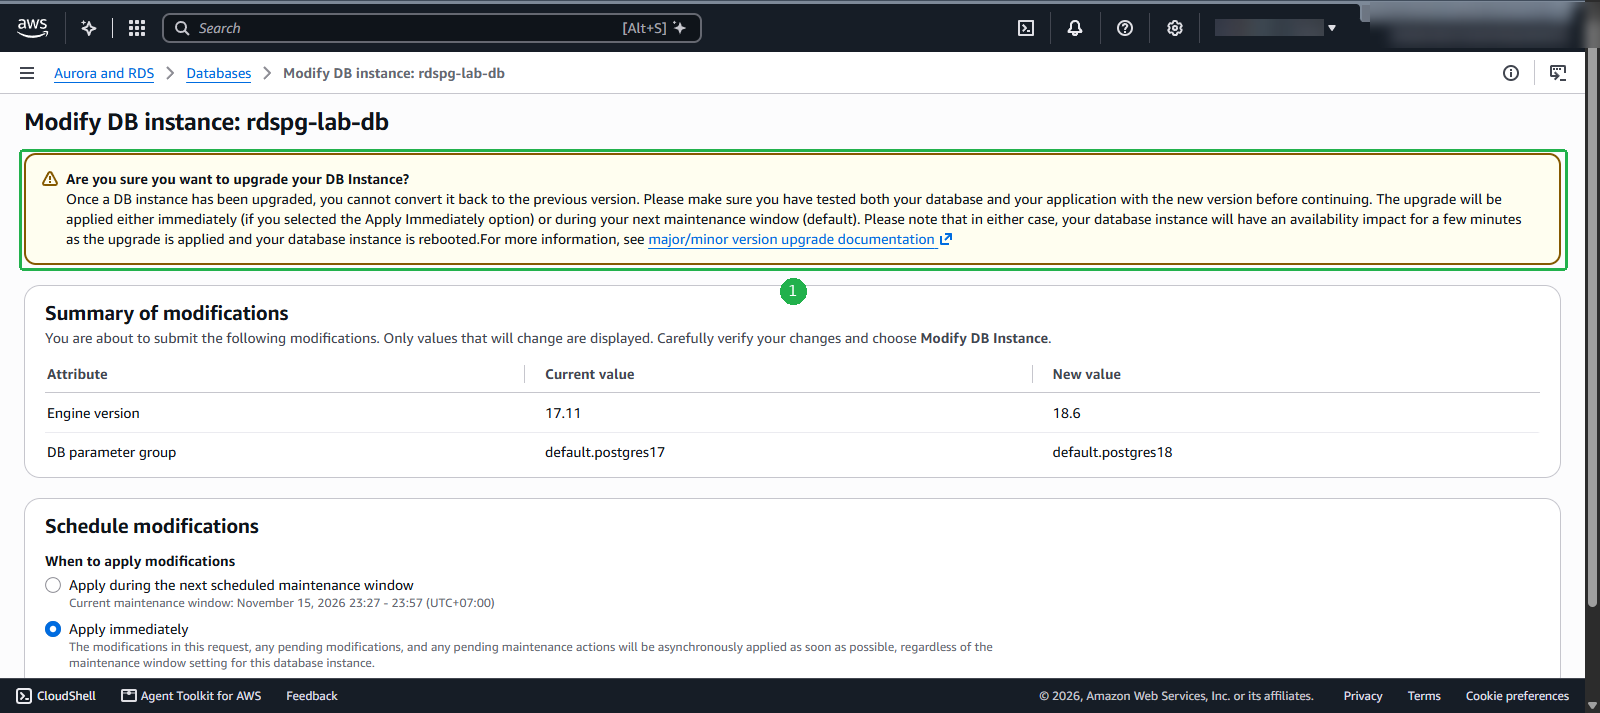 aws
Search [Alt+S]
Aurora and RDS > Databases > Modify DB instance: rdspg-lab-db
Modify DB instance: rdspg-lab-db
Are you sure you want to upgrade your DB Instance?
Once a DB instance has been upgraded, you cannot convert it back to the previous version. Please make sure you have tested both your database and your application with the new version before continuing. The upgrade will be
applied either immediately (if you selected the Apply Immediately option) or during your next maintenance window (default). Please note that in either case, your database instance will have an availability impact for a few minutes
as the upgrade is applied and your database instance is rebooted.For more information, see major/minor version upgrade documentation
1
Summary of modifications
You are about to submit the following modifications. Only values that will change are displayed. Carefully verify your changes and choose Modify DB Instance.
Attribute Current value New value
Engine version 17.11 18.6
DB parameter group default.postgres17 default.postgres18
Schedule modifications
When to apply modifications
Apply during the next scheduled maintenance window
Current maintenance window: November 15, 2026 23:27 - 23:57 (UTC+07:00)
Apply immediately
The modifications in this request, any pending modifications, and any pending maintenance actions will be asynchronously applied as soon as possible, regardless of the
maintenance window setting for this database instance.
CloudShell Agent Toolkit for AWS Feedback © 2026, Amazon Web Services, Inc. or its affiliates. Privacy Terms Cookie preferences